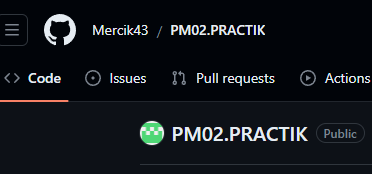 Mercik43 / PM02.PRACTIK
Code Issues Pull requests Actions
PM02.PRACTIK Public